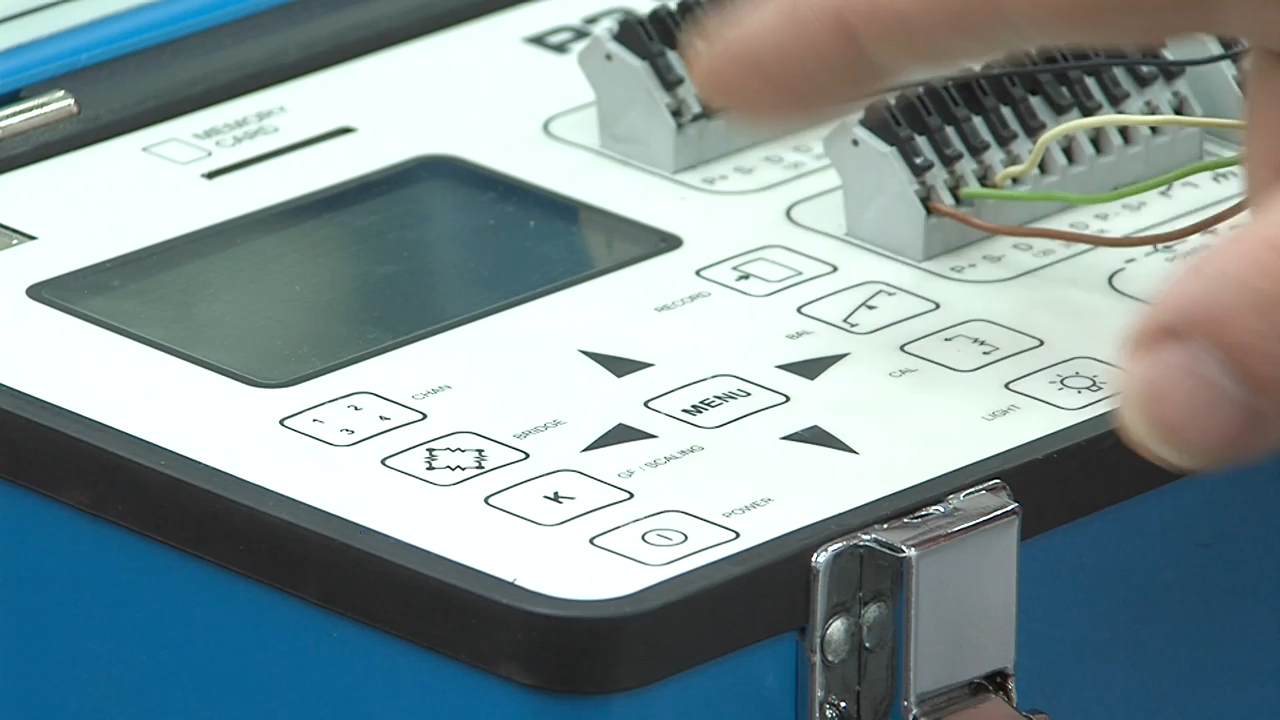 MEMORY
CARD
P+ S- D
RECORD
BAL
CAL
LIGHT
CHAN
1 2 3 4
BRIDGE
MENU
GF / SCALING
K
POWER